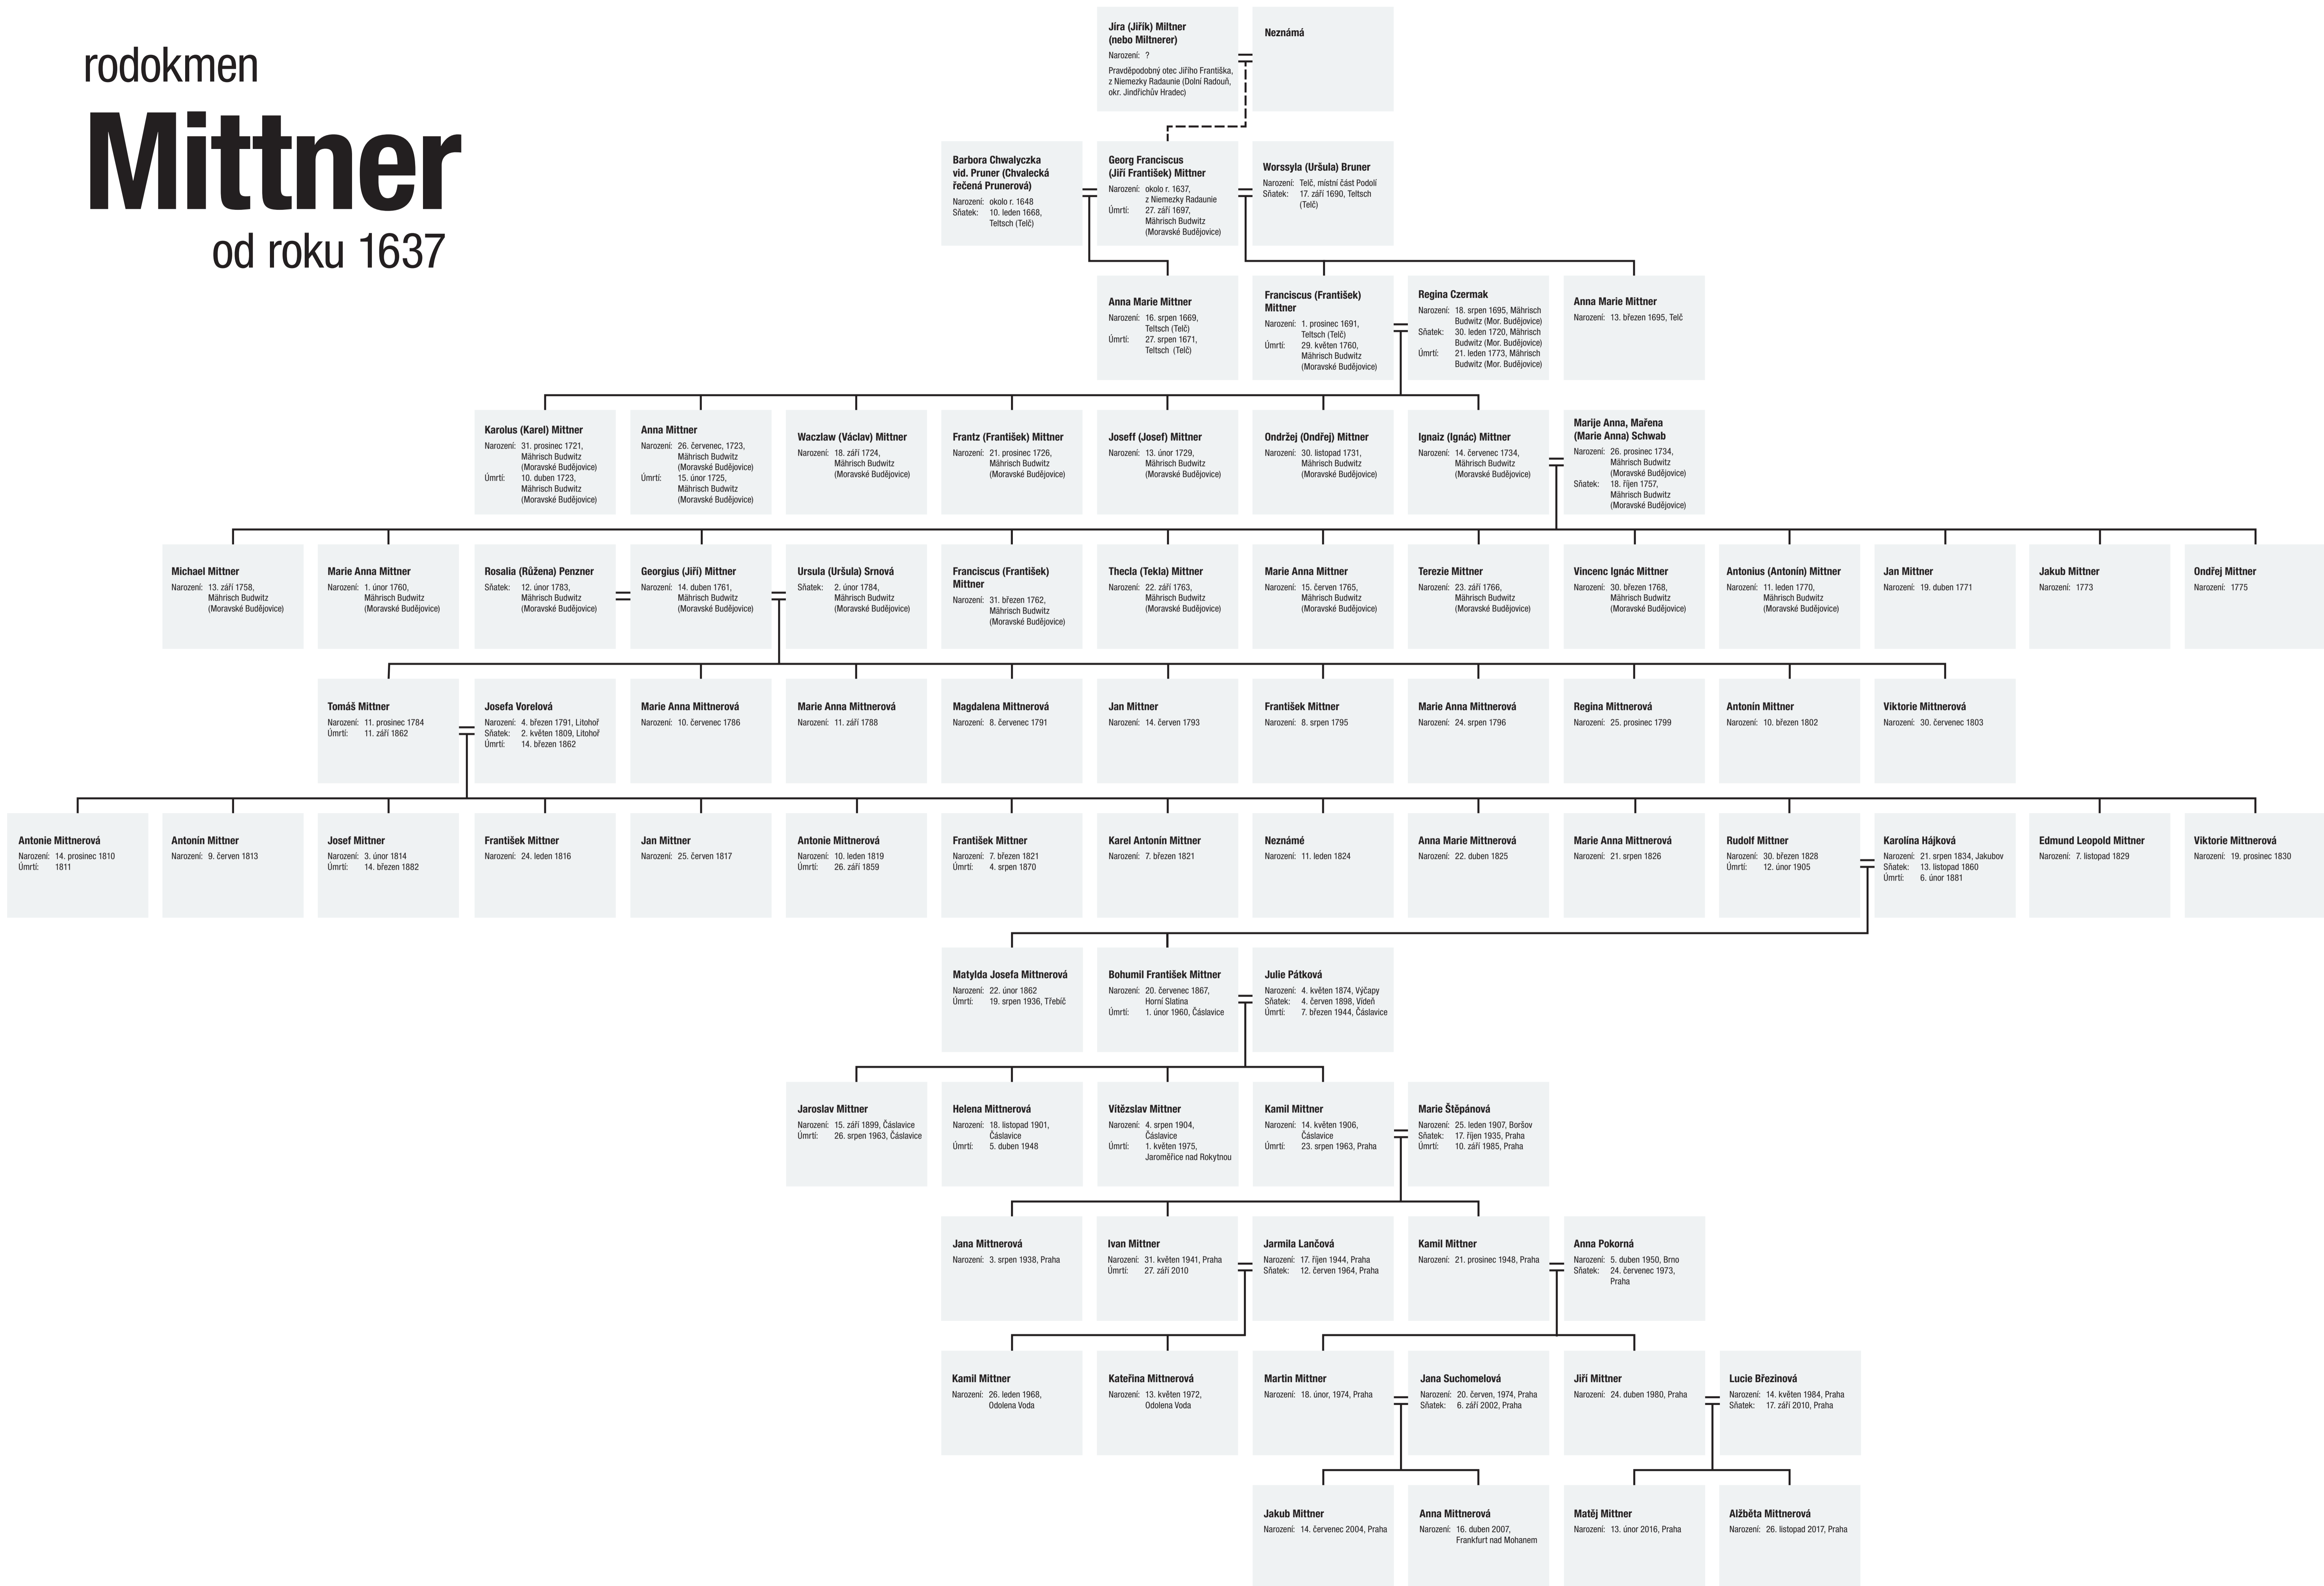 rodokmen
Mittner
od roku 1637
Jíra (Jiřík) Miltner
(nebo Miltnerer)
Narození: ?
Pravděpodobný otec Jiřího Františka,
z Niemezky Radaunie (Dolní Radouň,
okr. Jindřichův Hradec)
Neznámá
Barbora Chwalyczka
vid. Pruner (Chvalecká
řečená Prunerová)
Narození: okolo r. 1648
Sňatek: 10. leden 1668,
Teltsch (Telč)
Georg Franciscus
(Jiří František) Mittner
Narození: okolo r. 1637,
z Niemezky Radaunie
Úmrtí: 27. září 1697,
Mährisch Budwitz
(Moravské Budějovice)
Worssyla (Uršula) Bruner
Narození: Telč, místní část Podolí
Sňatek: 17. září 1690, Teltsch
(Telč)
Anna Marie Mittner
Narození: 16. srpen 1669,
Teltsch (Telč)
Úmrtí: 27. srpen 1671,
Teltsch (Telč)
Franciscus (František)
Mittner
Narození: 1. prosinec 1691,
Teltsch (Telč)
Úmrtí: 29. květen 1760,
Mährisch Budwitz
(Moravské Budějovice)
Regina Czermak
Narození: 18. srpen 1695, Mährisch
Budwitz (Mor. Budějovice)
Sňatek: 30. leden 1720, Mährisch
Budwitz (Mor. Budějovice)
Úmrtí: 21. leden 1773, Mährisch
Budwitz (Mor. Budějovice)
Anna Marie Mittner
Narození: 13. březen 1695, Telč
Karolus (Karel) Mittner
Narození: 31. prosinec 1721,
Mährisch Budwitz
(Moravské Budějovice)
Úmrtí: 10. duben 1723,
Mährisch Budwitz
(Moravské Budějovice)
Anna Mittner
Narození: 26. červenec, 1723,
Mährisch Budwitz
(Moravské Budějovice)
Úmrtí: 15. únor 1725,
Mährisch Budwitz
(Moravské Budějovice)
Waczlaw (Václav) Mittner
Narození: 18. září 1724,
Mährisch Budwitz
(Moravské Budějovice)
Frantz (František) Mittner
Narození: 21. prosinec 1726,
Mährisch Budwitz
(Moravské Budějovice)
Joseff (Josef) Mittner
Narození: 13. únor 1729,
Mährisch Budwitz
(Moravské Budějovice)
Ondržej (Ondřej) Mittner
Narození: 30. listopad 1731,
Mährisch Budwitz
(Moravské Budějovice)
Ignaiz (Ignác) Mittner
Narození: 14. červenec 1734,
Mährisch Budwitz
(Moravské Budějovice)
Marije Anna, Mařena
(Marie Anna) Schwab
Narození: 26. prosinec 1734,
Mährisch Budwitz
(Moravské Budějovice)
Sňatek: 18. říjen 1757,
Mährisch Budwitz
(Moravské Budějovice)
Michael Mittner
Narození: 13. září 1758,
Mährisch Budwitz
(Moravské Budějovice)
Marie Anna Mittner
Narození: 1. únor 1760,
Mährisch Budwitz
(Moravské Budějovice)
Rosalia (Růžena) Penzner
Sňatek: 12. únor 1783,
Mährisch Budwitz
(Moravské Budějovice)
Georgius (Jiří) Mittner
Narození: 14. duben 1761,
Mährisch Budwitz
(Moravské Budějovice)
Ursula (Uršula) Srnová
Sňatek: 2. únor 1784,
Mährisch Budwitz
(Moravské Budějovice)
Franciscus (František)
Mittner
Narození: 31. březen 1762,
Mährisch Budwitz
(Moravské Budějovice)
Thecla (Tekla) Mittner
Narození: 22. září 1763,
Mährisch Budwitz
(Moravské Budějovice)
Marie Anna Mittner
Narození: 15. červen 1765,
Mährisch Budwitz
(Moravské Budějovice)
Terezie Mittner
Narození: 23. září 1766,
Mährisch Budwitz
(Moravské Budějovice)
Vincenc Ignác Mittner
Narození: 30. březen 1768,
Mährisch Budwitz
(Moravské Budějovice)
Antonius (Antonín) Mittner
Narození: 11. leden 1770,
Mährisch Budwitz
(Moravské Budějovice)
Jan Mittner
Narození: 19. duben 1771
Jakub Mittner
Narození: 1773
Ondřej Mittner
Narození: 1775
Tomáš Mittner
Narození: 11. prosinec 1784
Úmrtí: 11. září 1862
Josefa Vorelová
Narození: 4. březen 1791, Litohoř
Sňatek: 2. květen 1809, Litohoř
Úmrtí: 14. březen 1862
Marie Anna Mittnerová
Narození: 10. červenec 1786
Marie Anna Mittnerová
Narození: 11. září 1788
Magdalena Mittnerová
Narození: 8. červenec 1791
Jan Mittner
Narození: 14. červen 1793
František Mittner
Narození: 8. srpen 1795
Marie Anna Mittnerová
Narození: 24. srpen 1796
Regina Mittnerová
Narození: 25. prosinec 1799
Antonín Mittner
Narození: 10. březen 1802
Viktorie Mittnerová
Narození: 30. červenec 1803
Antonie Mittnerová
Narození: 14. prosinec 1810
Úmrtí: 1811
Antonín Mittner
Narození: 9. červen 1813
Josef Mittner
Narození: 3. únor 1814
Úmrtí: 14. březen 1882
František Mittner
Narození: 24. leden 1816
Jan Mittner
Narození: 25. červen 1817
Antonie Mittnerová
Narození: 10. leden 1819
Úmrtí: 26. září 1859
František Mittner
Narození: 7. březen 1821
Úmrtí: 4. srpen 1870
Karel Antonín Mittner
Narození: 7. březen 1821
Neznámé
Narození: 11. leden 1824
Anna Marie Mittnerová
Narození: 22. duben 1825
Marie Anna Mittnerová
Narození: 21. srpen 1826
Rudolf Mittner
Narození: 30. březen 1828
Úmrtí: 12. únor 1905
Karolína Hájková
Narození: 21. srpen 1834, Jakubov
Sňatek: 13. listopad 1860
Úmrtí: 6. únor 1881
Edmund Leopold Mittner
Narození: 7. listopad 1829
Viktorie Mittnerová
Narození: 19. prosinec 1830
Matylda Josefa Mittnerová
Narození: 22. únor 1862
Úmrtí: 19. srpen 1936, Třebíč
Bohumil František Mittner
Narození: 20. červenec 1867,
Horní Slatina
Úmrtí: 1. únor 1960, Čáslavice
Julie Pátková
Narození: 4. květen 1874, Výčapy
Sňatek: 4. červen 1898, Vídeň
Úmrtí: 7. březen 1944, Čáslavice
Jaroslav Mittner
Narození: 15. září 1899, Čáslavice
Úmrtí: 26. srpen 1963, Čáslavice
Helena Mittnerová
Narození: 18. listopad 1901,
Čáslavice
Úmrtí: 5. duben 1948
Vítězslav Mittner
Narození: 4. srpen 1904,
Čáslavice
Úmrtí: 1. květen 1975,
Jaroměřice nad Rokytnou
Kamil Mittner
Narození: 14. květen 1906,
Čáslavice
Úmrtí: 23. srpen 1963, Praha
Marie Štěpánová
Narození: 25. leden 1907, Boršov
Sňatek: 17. říjen 1935, Praha
Úmrtí: 10. září 1985, Praha
Jana Mittnerová
Narození: 3. srpen 1938, Praha
Ivan Mittner
Narození: 31. květen 1941, Praha
Úmrtí: 27. září 2010
Jarmila Lančová
Narození: 17. říjen 1944, Praha
Sňatek: 12. červen 1964, Praha
Kamil Mittner
Narození: 21. prosinec 1948, Praha
Anna Pokorná
Narození: 5. duben 1950, Brno
Sňatek: 24. červenec 1973,
Praha
Kamil Mittner
Narození: 26. leden 1968,
Odolena Voda
Kateřina Mittnerová
Narození: 13. květen 1972,
Odolena Voda
Martin Mittner
Narození: 18. únor, 1974, Praha
Jana Suchomelová
Narození: 20. červen, 1974, Praha
Sňatek: 6. září 2002, Praha
Jiří Mittner
Narození: 24. duben 1980, Praha
Lucie Březinová
Narození: 14. květen 1984, Praha
Sňatek: 17. září 2010, Praha
Jakub Mittner
Narození: 14. červenec 2004, Praha
Anna Mittnerová
Narození: 16. duben 2007,
Frankfurt nad Mohanem
Matěj Mittner
Narození: 13. únor 2016, Praha
Alžběta Mittnerová
Narození: 26. listopad 2017, Praha